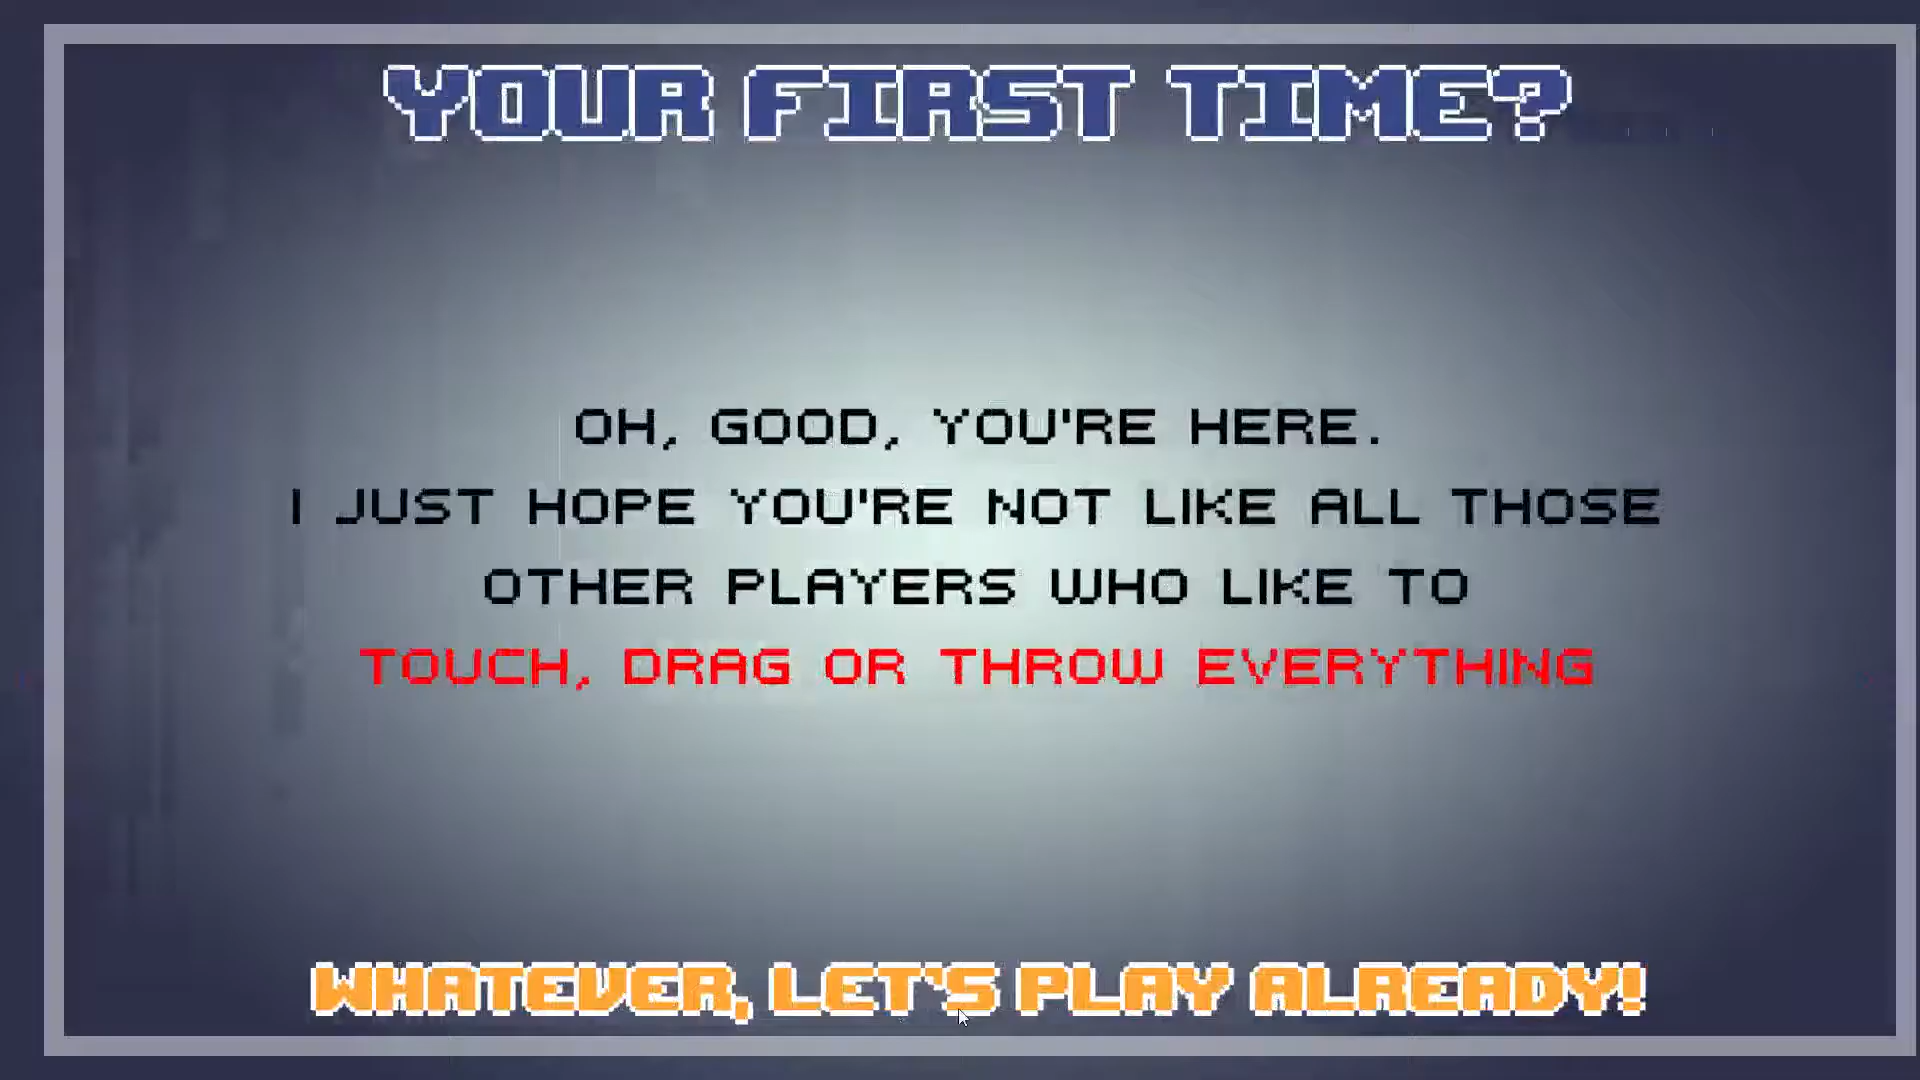 YOUR FIRST TIME?
OH, GOOD, YOU'RE HERE.
I JUST HOPE YOU'RE NOT LIKE ALL THOSE
OTHER PLAYERS WHO LIKE TO
TOUCH, DRAG OR THROW EVERYTHING
WHATEVER, LET'S PLAY ALREADY!